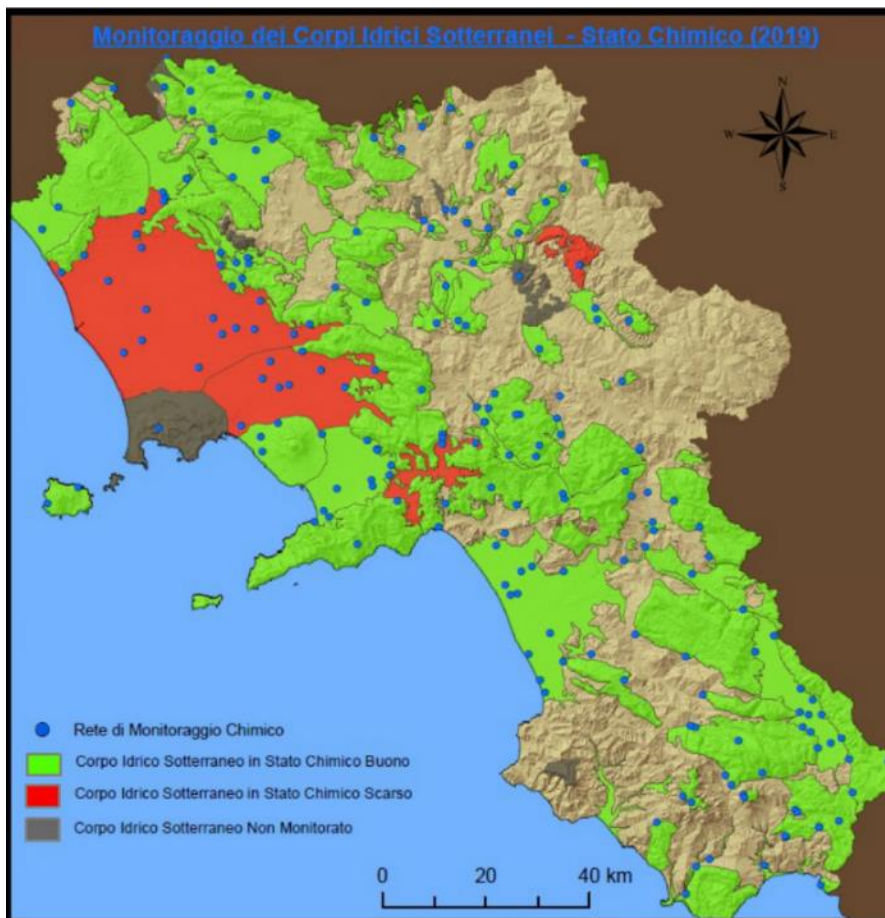 Monitoraggio dei Corpi Idrici Sotterranei - Stato Chimico (2019)
N
W E
S
Rete di Monitoraggio Chimico
Corpo Idrico Sotterraneo in Stato Chimico Buono
Corpo Idrico Sotterraneo in Stato Chimico Scarso
Corpo Idrico Sotterraneo Non Monitorato
0 20 40 km